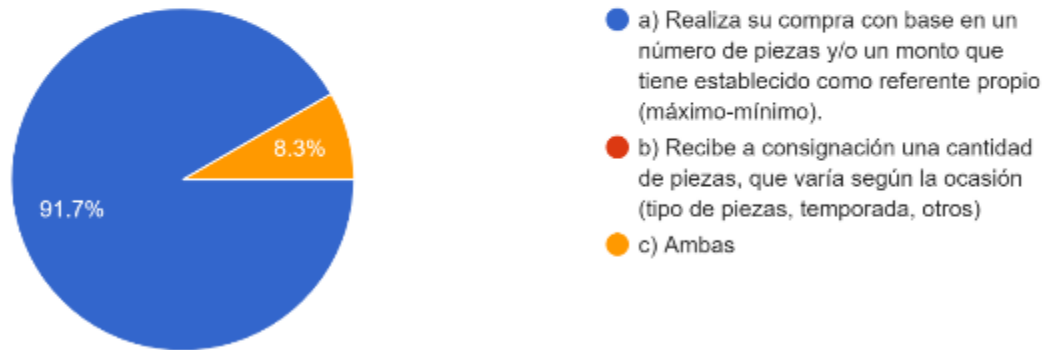 91.7%
8.3%
a) Realiza su compra con base en un
número de piezas y/o un monto que
tiene establecido como referente propio
(máximo-mínimo).
b) Recibe a consignación una cantidad
de piezas, que varía según la ocasión
(tipo de piezas, temporada, otros)
c) Ambas